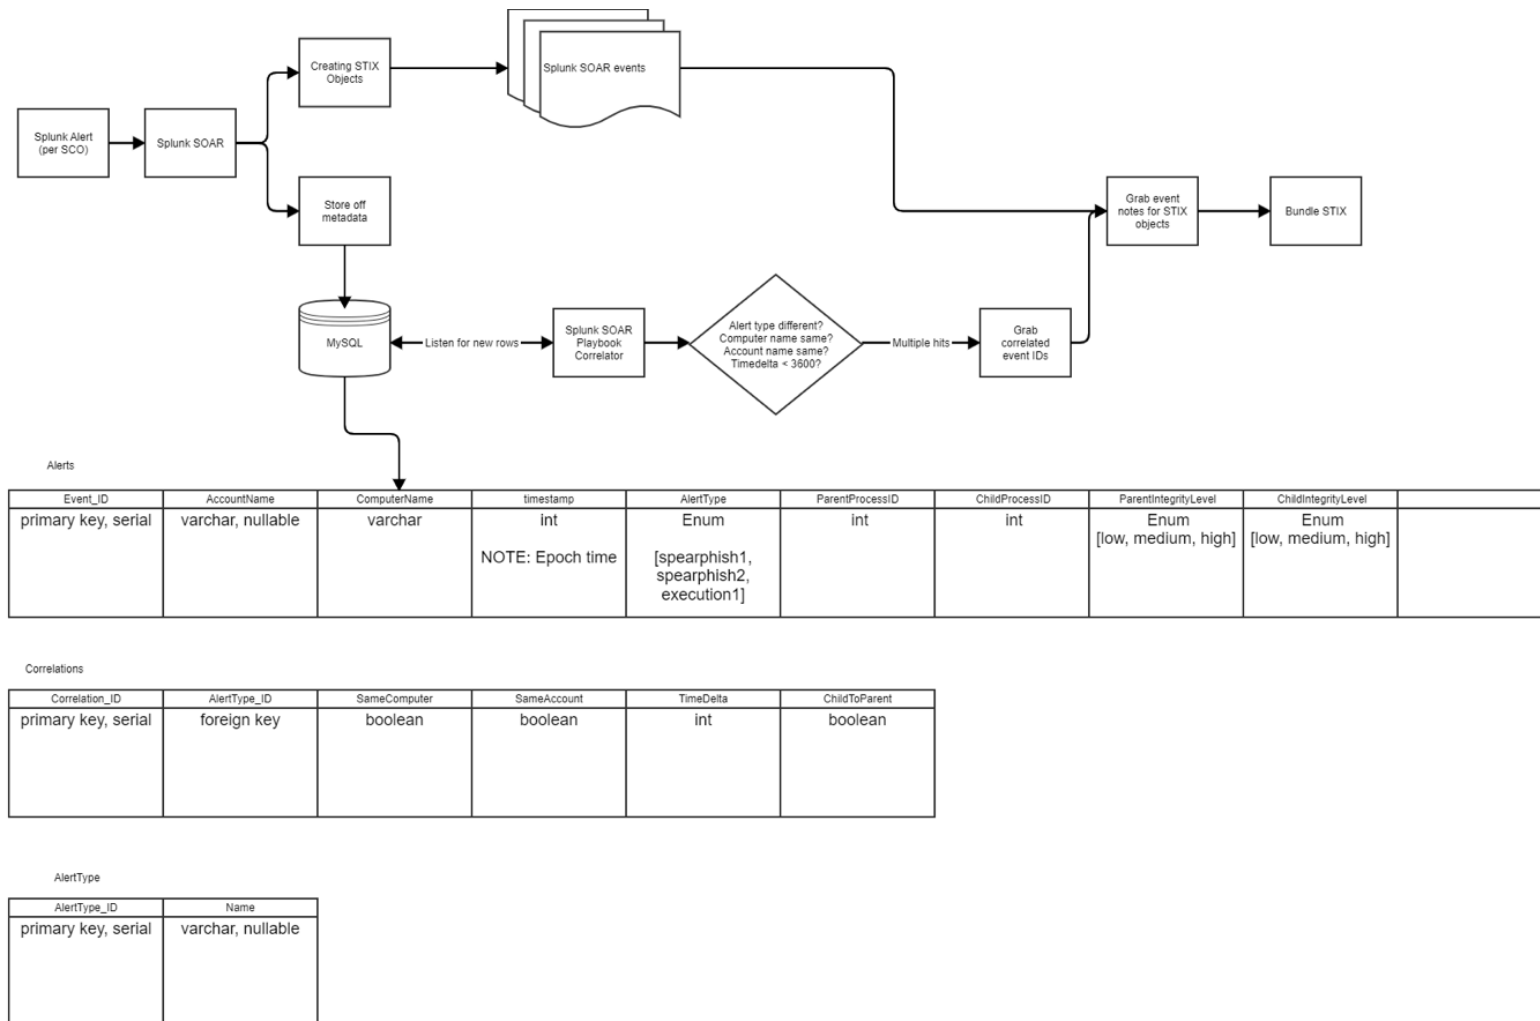 Splunk SOAR events
Creating STIX
Objects
Splunk Alert
(per SCO)
Splunk SOAR
Store off
metadata
Grab event
notes for STIX
objects
Bundle STIX
MySQL
Listen for new rows
Splunk SOAR
Playbook
Correlator
Alert type different?
Computer name same?
Account name same?
Timedelta < 3600?
Multiple hits
Grab
correlated
event IDs
Alerts
Event_ID
AccountName
ComputerName
timestamp
AlertType
ParentProcessID
ChildProcessID
ParentIntegrityLevel
ChildIntegrityLevel
primary key, serial
varchar, nullable
varchar
int
NOTE: Epoch time
Enum
[spearphish1,
spearphish2,
execution1]
int
int
Enum
[low, medium, high]
Enum
[low, medium, high]
Correlations
Correlation_ID
AlertType_ID
SameComputer
SameAccount
TimeDelta
ChildToParent
primary key, serial
foreign key
boolean
boolean
int
boolean
AlertType
AlertType_ID
Name
primary key, serial
varchar, nullable